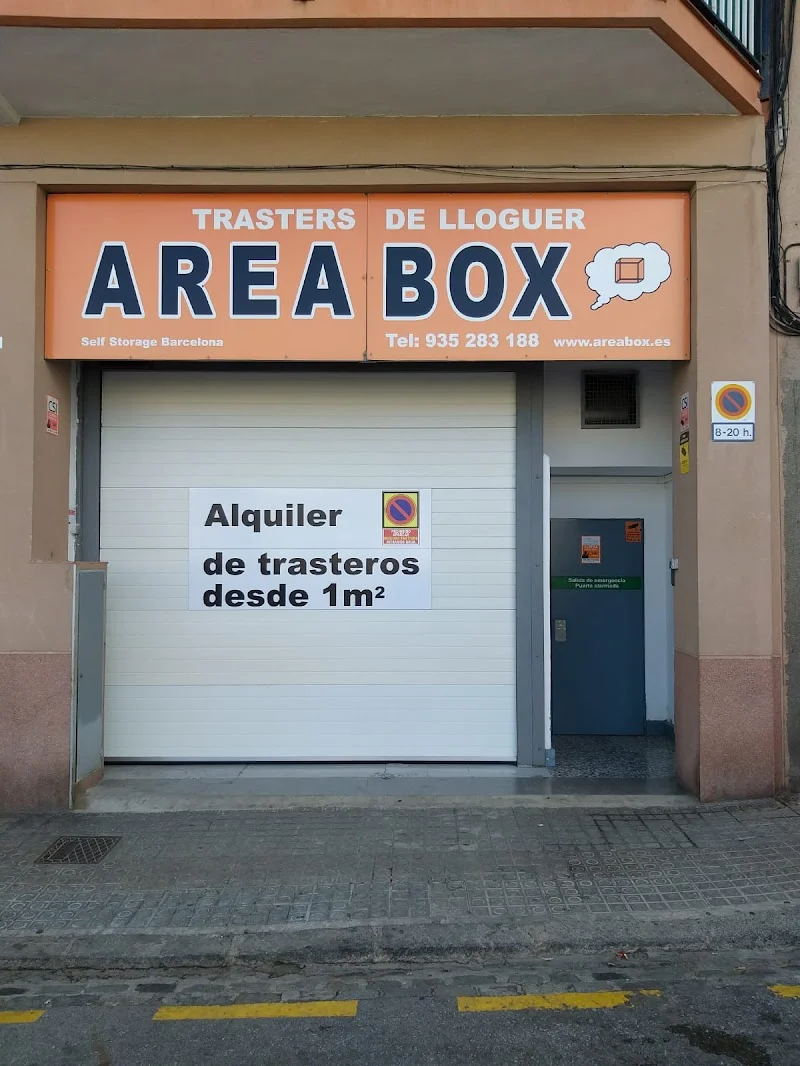 TRASTERS DE LLOGUER
AREA BOX
Self Storage Barcelona
Tel: 935 283 188 www.areabox.es
8-20 h.
Alquiler
de trasteros
desde 1m²
Salida de emergencia
Puerta alarmada